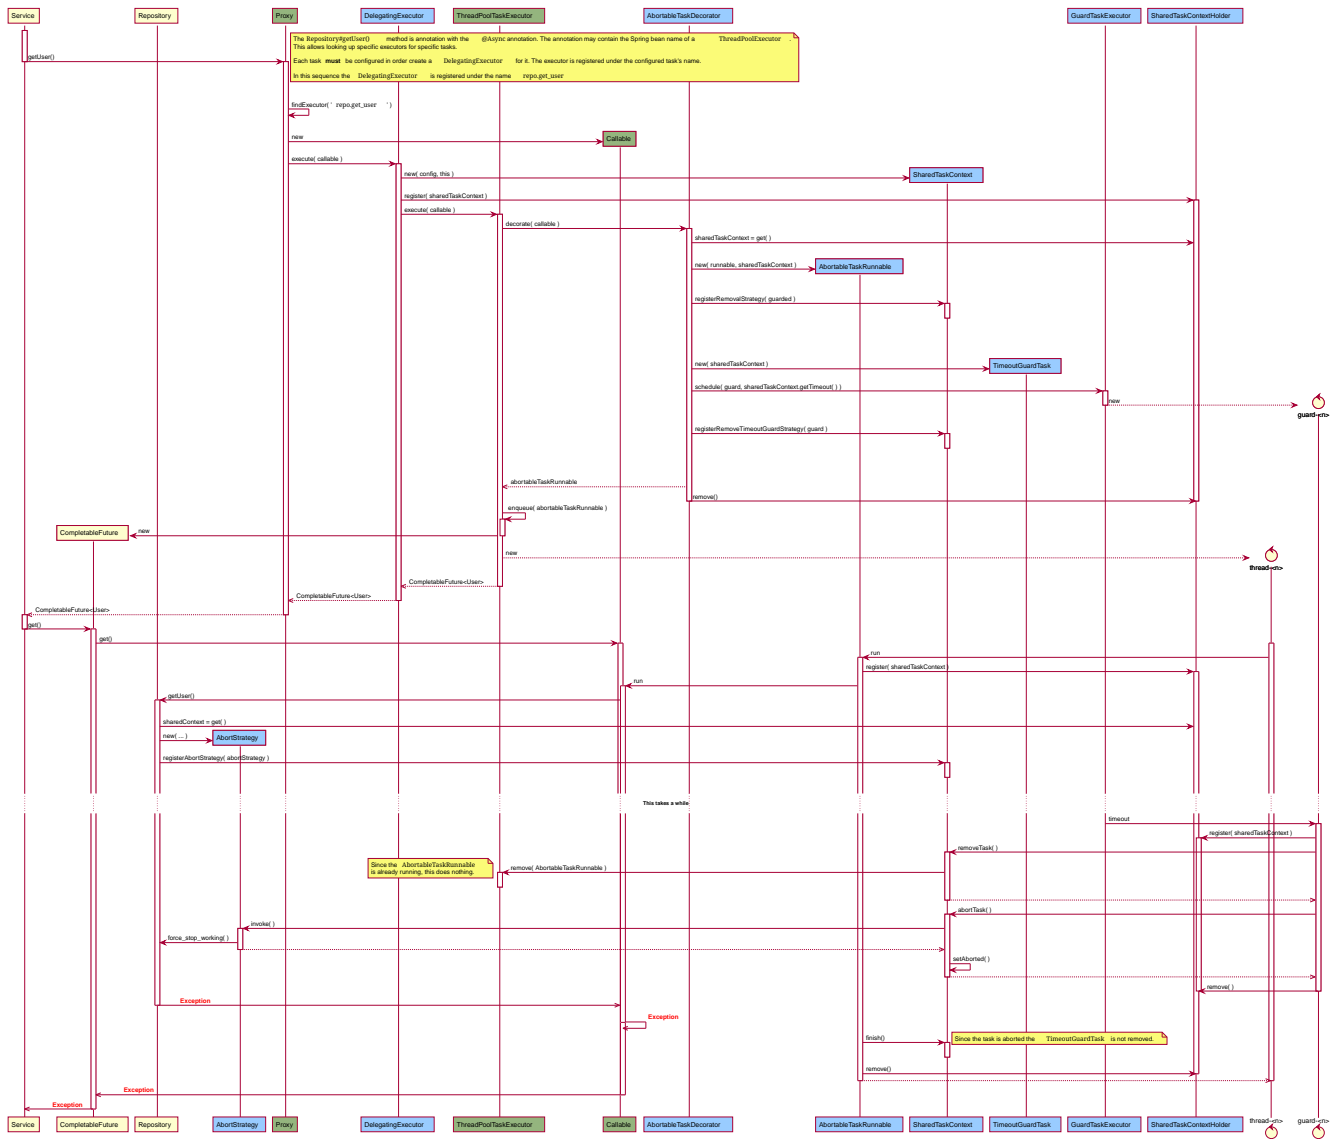 Service Repository Proxy DelegatingExecutor ThreadPoolTaskExecutor AbortableTaskDecorator GuardTaskExecutor SharedTaskContextHolder
The Repository#getUser() method is annotation with the @Async annotation. The annotation may contain the Spring bean name of a ThreadPoolExecutor .
This allows looking up specific executors for specific tasks.
Each task must be configured in order create a DelegatingExecutor for it. The executor is registered under the configured task's name.
In this sequence the DelegatingExecutor is registered under the name repo.get_user
getUser()
findExecutor( ' repo.get_user ' )
new
Callable
execute( callable )
new( config, this )
SharedTaskContext
register( sharedTaskContext )
execute( callable )
decorate( callable )
sharedTaskContext = get( )
new( runnable, sharedTaskContext )
AbortableTaskRunnable
registerRemovalStrategy( guarded )
new( sharedTaskContext )
TimeoutGuardTask
schedule( guard, sharedTaskContext.getTimeout( ) )
new
guard-<n>
registerRemoveTimeoutGuardStrategy( guard )
abortableTaskRunnable
remove()
enqueue( abortableTaskRunnable )
CompletableFuture
new
new
thread-<n>
CompletableFuture<User>
CompletableFuture<User>
CompletableFuture<User>
get()
get()
run
register( sharedTaskContext )
run
getUser()
sharedContext = get( )
new( ... )
AbortStrategy
registerAbortStrategy( abortStrategy )
This takes a while
timeout
register( sharedTaskContext )
removeTask( )
Since the AbortableTaskRunnable
is already running, this does nothing.
remove( AbortableTaskRunnable )
abortTask( )
invoke( )
force_stop_working( )
setAborted( )
remove( )
Exception
Exception
finish()
Since the task is aborted the TimeoutGuardTask is not removed.
remove()
Exception
Exception
Service CompletableFuture Repository AbortStrategy Proxy DelegatingExecutor ThreadPoolTaskExecutor Callable AbortableTaskDecorator AbortableTaskRunnable SharedTaskContext TimeoutGuardTask GuardTaskExecutor SharedTaskContextHolder thread-<n> guard-<n>